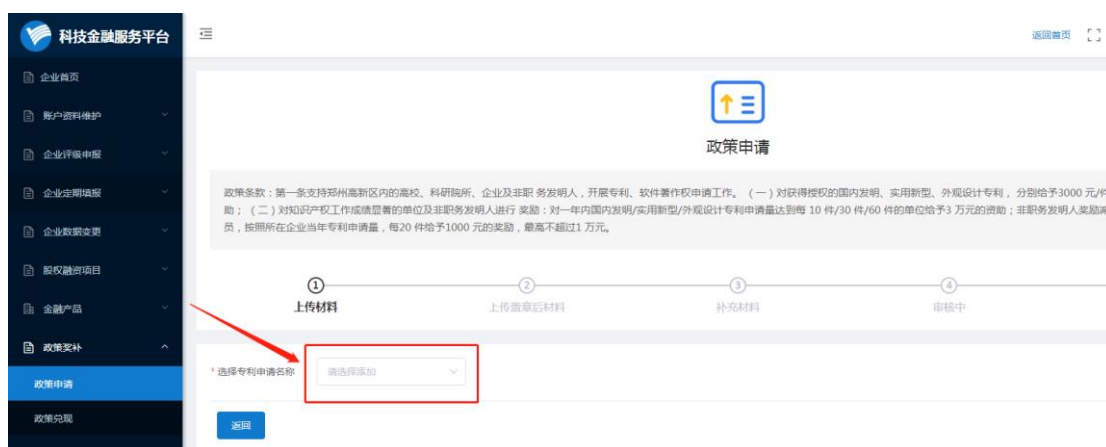 科技金融服务平台
返回首页
企业首页
账户资料维护
企业评级申报
企业定期填报
企业数据变更
股权融资项目
金融产品
政策奖补
政策申请
政策兑现
政策申请
政策条款：第一条支持郑州高新区内的高校、科研院所、企业及非职 务发明人，开展专利、软件著作权申请工作。（一）对获得授权的国内发明、实用新型、外观设计专利，分别给予3000 元/件
助；（二）对知识产权工作成绩显著的单位及非职务发明人进行 奖励：对一年内国内发明/实用新型/外观设计专利申请量达到每 10 件/30 件/60 件的单位给予3 万元的资助；非职务发明人奖励
员，按照所在企业当年专利申请量，每20 件给予1000 元的奖励，最高不超过1 万元。
1
上传材料
2
上传盖章后材料
3
补充材料
4
审核中
* 选择专利申请名称
请选择添加
返回